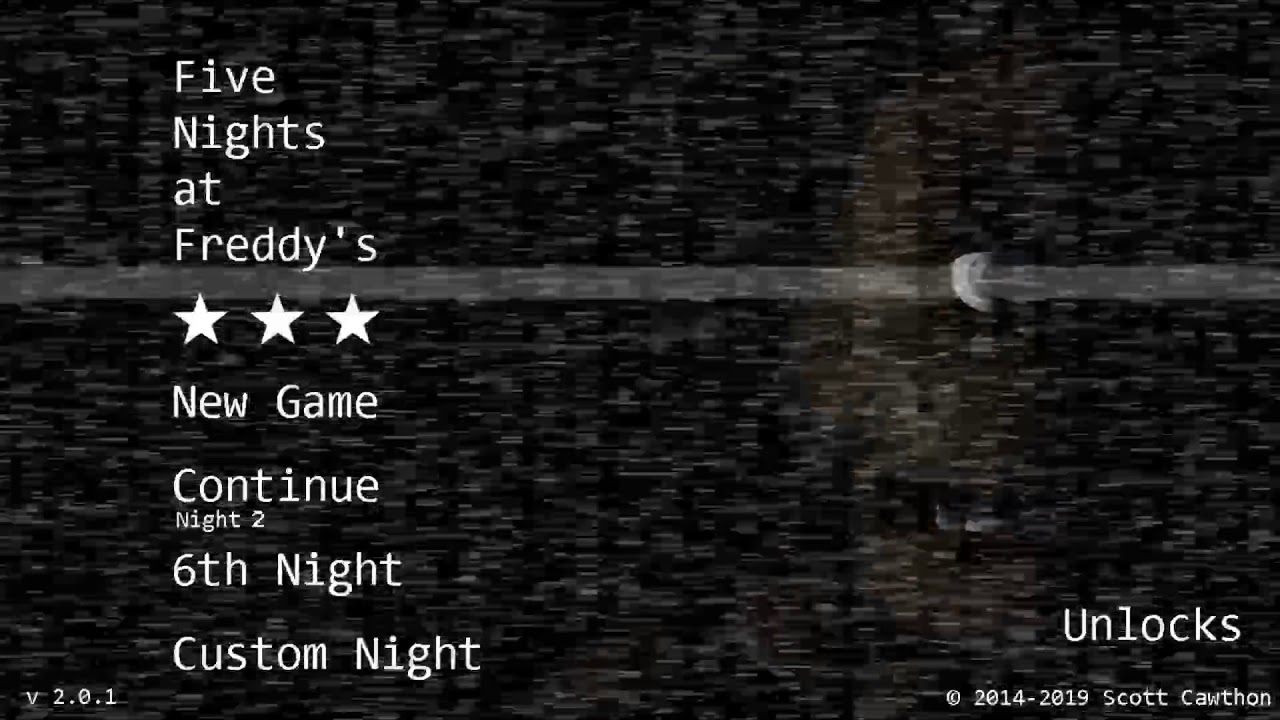 Five
Nights
at
Freddy's
★ ★ ★
New Game
Continue
Night 2
6th Night
Custom Night
Unlocks
v 2.0.1
© 2014-2019 Scott Cawthon